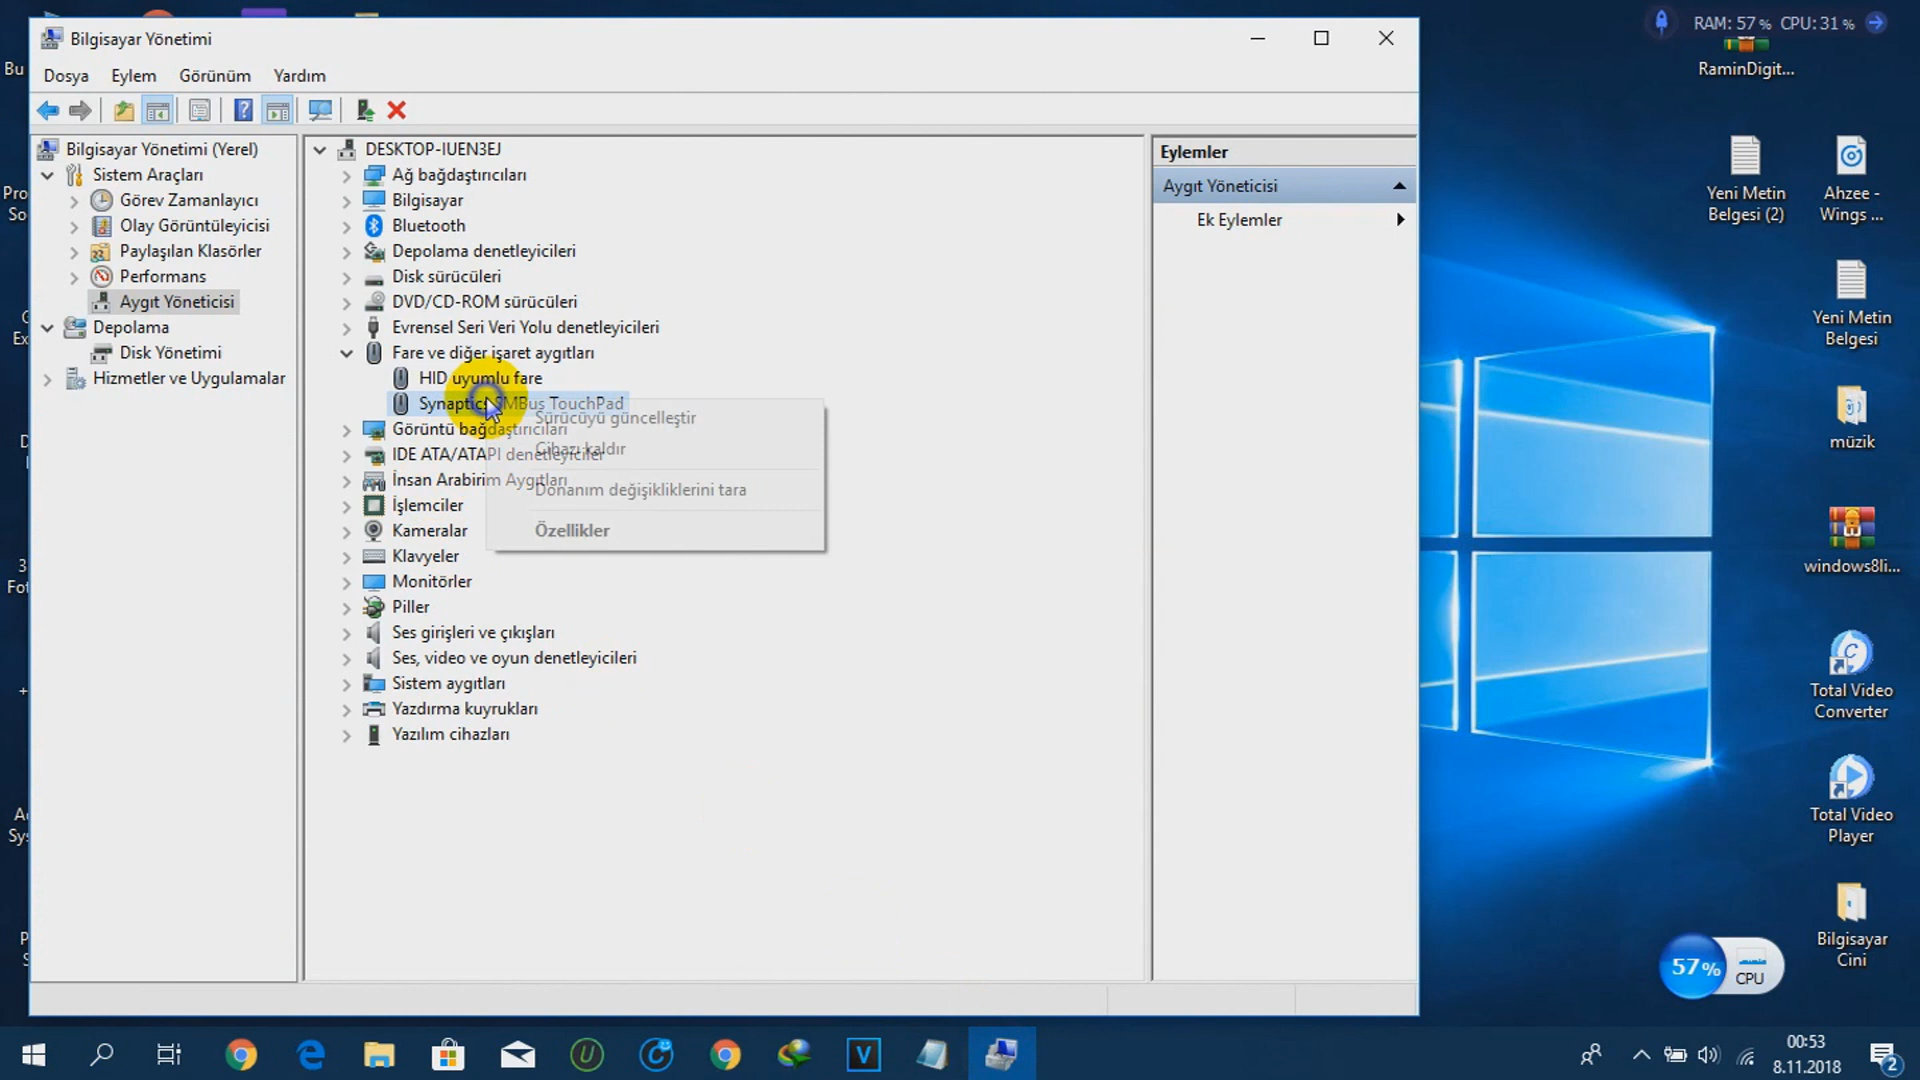 Bilgisayar Yönetimi
Dosya Eylem Görünüm Yardım
Bilgisayar Yönetimi (Yerel)
Sistem Araçları
Görev Zamanlayıcı
Olay Görüntüleyicisi
Paylaşılan Klasörler
Performans
Aygıt Yöneticisi
Depolama
Disk Yönetimi
Hizmetler ve Uygulamalar
DESKTOP-IUEN3EJ
Ağ bağdaştırıcıları
Bilgisayar
Bluetooth
Depolama denetleyicileri
Disk sürücüleri
DVD/CD-ROM sürücüleri
Evrensel Seri Veri Yolu denetleyicileri
Fare ve diğer işaret aygıtları
HID uyumlu fare
Synaptics SMBus TouchPad
Görüntü bağdaştırıcıları
IDE ATA/ATAPI denetleyiciler
İnsan Arabirim Aygıtları
İşlemciler
Kameralar
Klavyeler
Monitörler
Piller
Ses girişleri ve çıkışları
Ses, video ve oyun denetleyicileri
Sistem aygıtları
Yazdırma kuyrukları
Yazılım cihazları
Sürücüyü güncelleştir
Cihazı kaldır
Donanım değişikliklerini tara
Özellikler
Eylemler
Aygıt Yöneticisi
Ek Eylemler
RAM: 57 % CPU: 31 %
RaminDigit...
Yeni Metin
Belgesi (2)
Ahzee -
Wings ...
Yeni Metin
Belgesi
müzik
windows8li...
Total Video
Converter
Total Video
Player
Bilgisayar
Cini
57%
CPU
00:53
8.11.2018
2